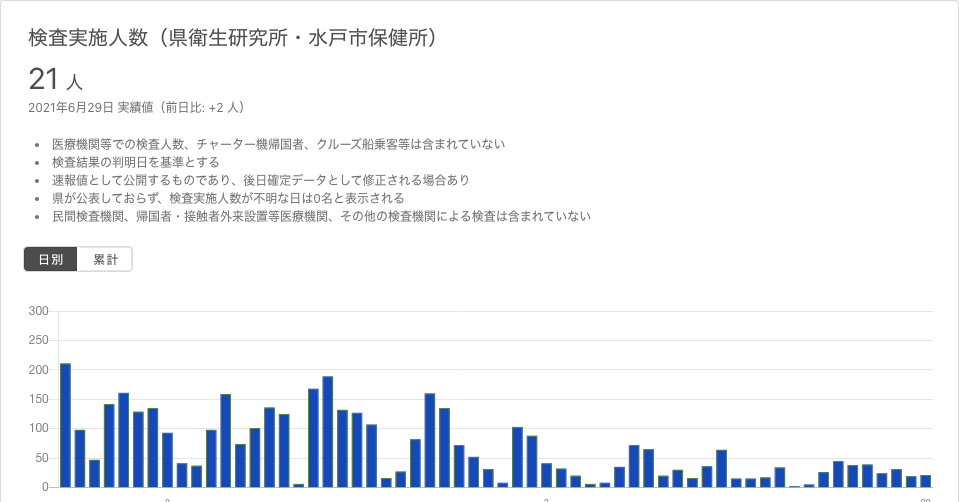 検査実施人数（県衛生研究所・水戸市保健所）
21 人
2021年6月29日 実績値（前日比: +2 人）
医療機関等での検査人数、チャーター機帰国者、クルーズ船乗客等は含まれていない
検査結果の判明日を基準とする
速報値として公開するものであり、後日確定データとして修正される場合あり
県が公表しておらず、検査実施人数が不明な日は0名と表示される
民間検査機関、帰国者・接触者外来設置等医療機関、その他の検査機関による検査は含まれていない
日別 累計
300
250
200
150
100
50
0